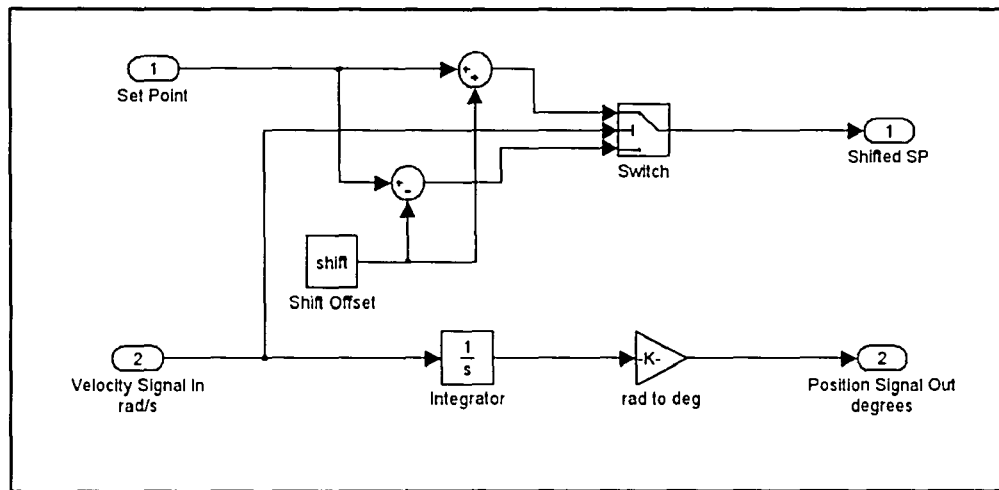 1
Set Point
+
+
Switch
1
Shifted SP
+
-
shift
Shift Offset
2
Velocity Signal In
rad/s
1
s
Integrator
-K-
rad to deg
2
Position Signal Out
degrees